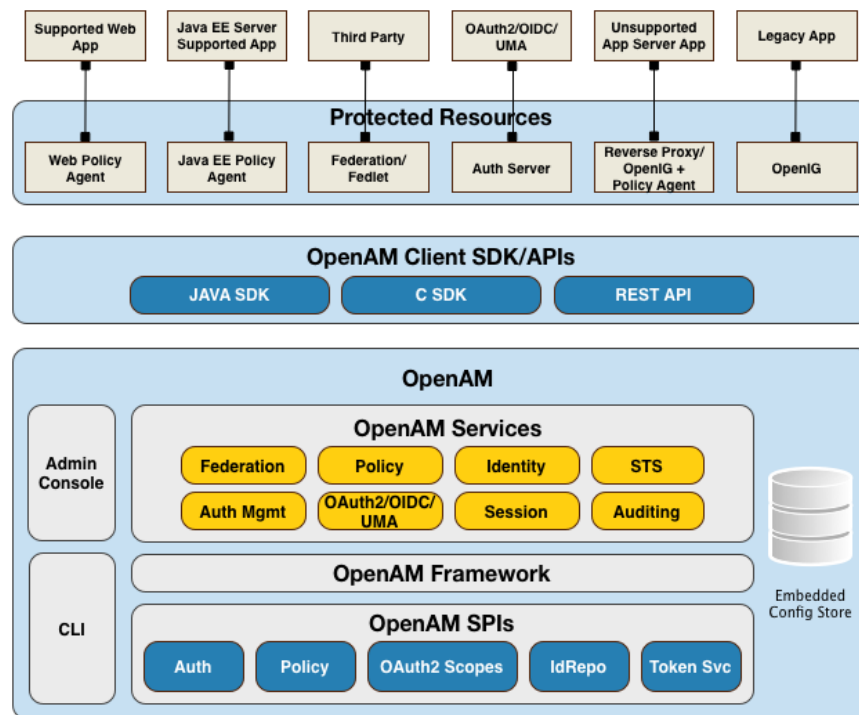 Supported Web
App
Java EE Server
Supported App
Third Party
OAuth2/OIDC/
UMA
Unsupported
App Server App
Legacy App
Protected Resources
Web Policy
Agent
Java EE Policy
Agent
Federation/
Fedlet
Auth Server
Reverse Proxy/
OpenIG +
Policy Agent
OpenIG
OpenAM Client SDK/APIs
JAVA SDK
C SDK
REST API
OpenAM
Admin
Console
OpenAM Services
Federation
Policy
Identity
STS
Auth Mgmt
OAuth2/OIDC/
UMA
Session
Auditing
CLI
OpenAM Framework
Embedded
Config Store
OpenAM SPIs
Auth
Policy
OAuth2 Scopes
IdRepo
Token Svc